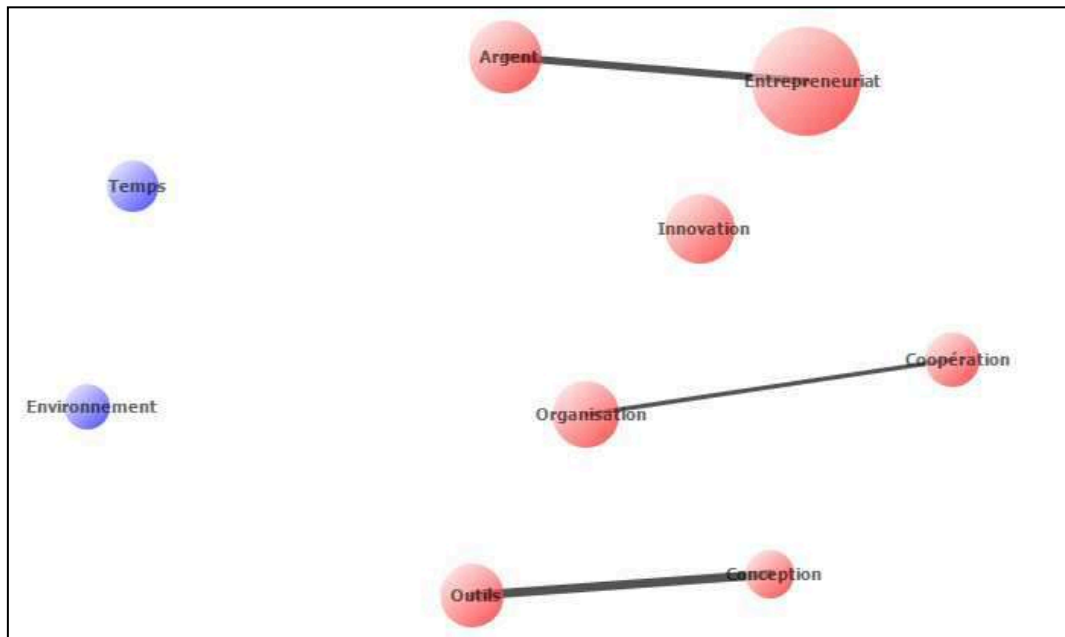 Argent
Entrepreneuriat
Temps
Innovation
Coopération
Environnement
Organisation
Conception
Outils